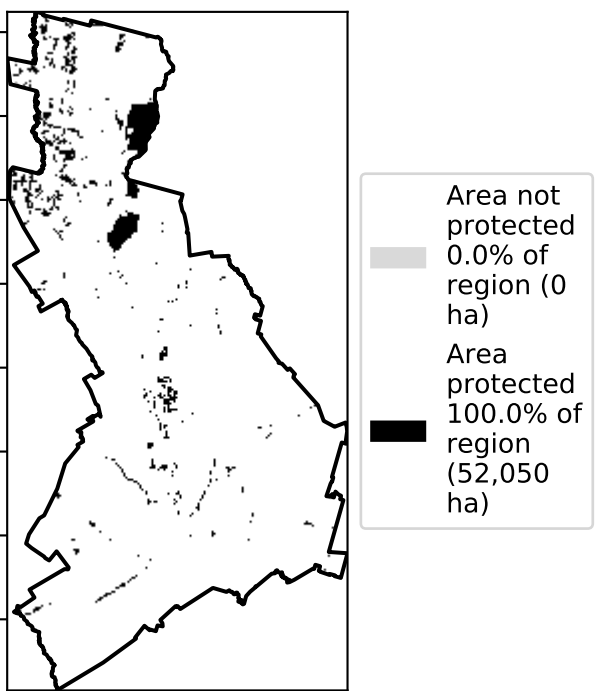 Area not
protected
0.0% of
region (0
ha)
Area
protected
100.0% of
region
(52,050
ha)